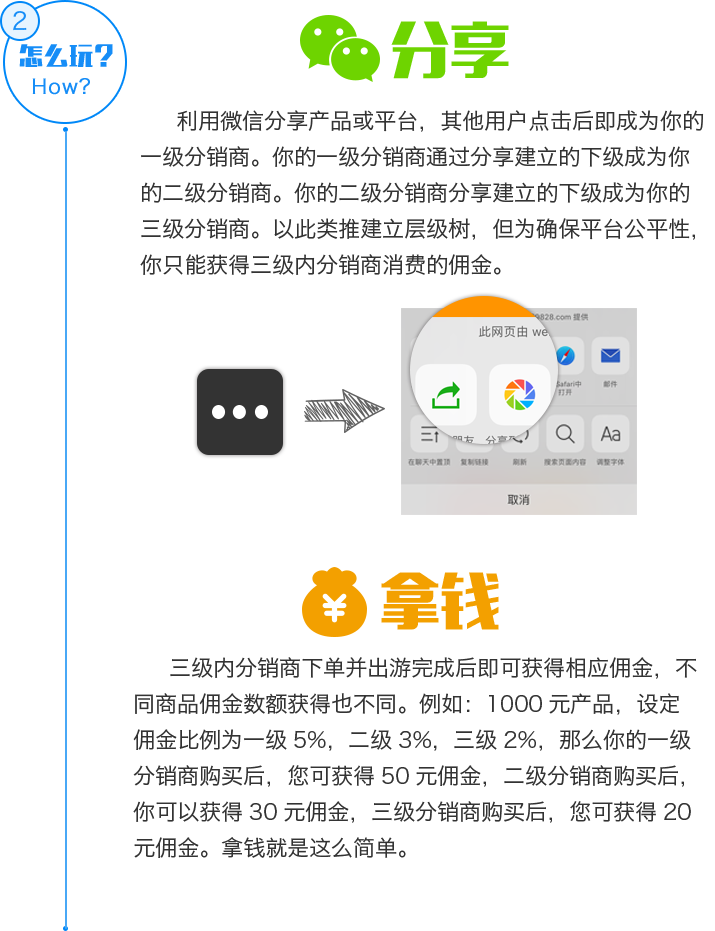 2
怎么玩?
How?
分享
利用微信分享产品或平台，其他用户点击后即成为你的
一级分销商。你的一级分销商通过分享建立的下级成为你
的二级分销商。你的二级分销商分享建立的下级成为你的
三级分销商。以此类推建立层级树，但为确保平台公平性，
你只能获得三级内分销商消费的佣金。
9828.com 提供
此网页由 we
Safari中
打开
邮件
朋友
分享到
在聊天中置顶
复制链接
刷新
搜索页面内容
Aa
调整字体
取消
¥
拿钱
三级内分销商下单并出游完成后即可获得相应佣金，不
同商品佣金数额获得也不同。例如：1000 元产品，设定
佣金比例为一级 5%，二级 3%，三级 2%，那么你的一级
分销商购买后，您可获得 50 元佣金，二级分销商购买后，
你可以获得 30 元佣金，三级分销商购买后，您可获得 20
元佣金。拿钱就是这么简单。